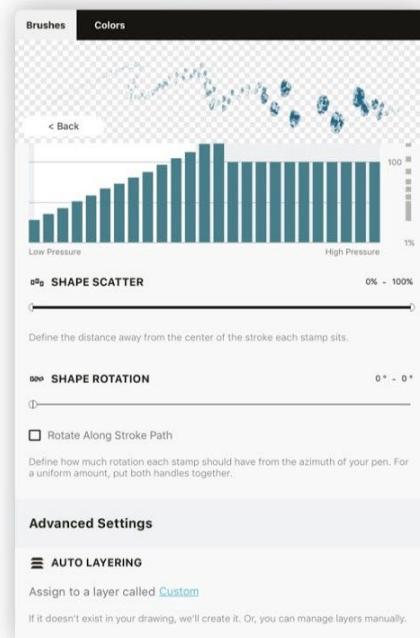 Brushes Colors
< Back
100
1%
Low Pressure High Pressure
SHAPE SCATTER 0% - 100%
Define the distance away from the center of the stroke each stamp sits.
SHAPE ROTATION 0° - 0°
Rotate Along Stroke Path
Define how much rotation each stamp should have from the azimuth of your pen. For
a uniform amount, put both handles together.
Advanced Settings
AUTO LAYERING
Assign to a layer called Custom
If it doesn't exist in your drawing, we'll create it. Or, you can manage layers manually.